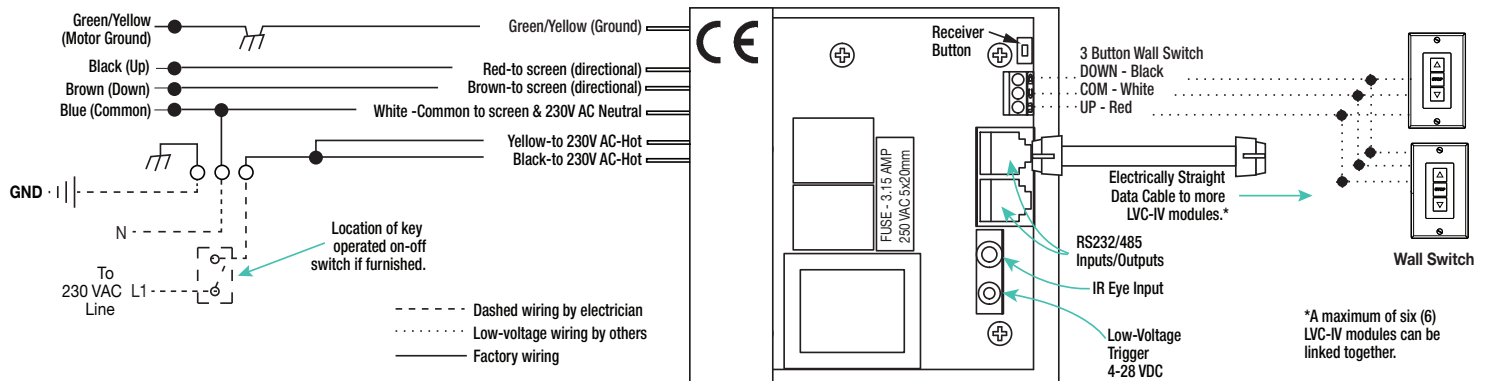 Green/Yellow
(Motor Ground)
Black (Up)
Brown (Down)
Blue (Common)
Green/Yellow (Ground)
Red-to screen (directional)
Brown-to screen (directional)
White -Common to screen & 230V AC Neutral
Yellow-to 230V AC-Hot
Black-to 230V AC-Hot
GND
N
To
230 VAC
Line
L1
Location of key
operated on-off
switch if furnished.
Dashed wiring by electrician
Low-voltage wiring by others
Factory wiring
CE
FUSE - 3.15 AMP
250 VAC 5x20mm
Receiver
Button
3 Button Wall Switch
DOWN - Black
COM - White
UP - Red
Electrically Straight
Data Cable to more
LVC-IV modules.*
RS232/485
Inputs/Outputs
IR Eye Input
Low-Voltage
Trigger
4-28 VDC
Wall Switch
*A maximum of six (6)
LVC-IV modules can be
linked together.